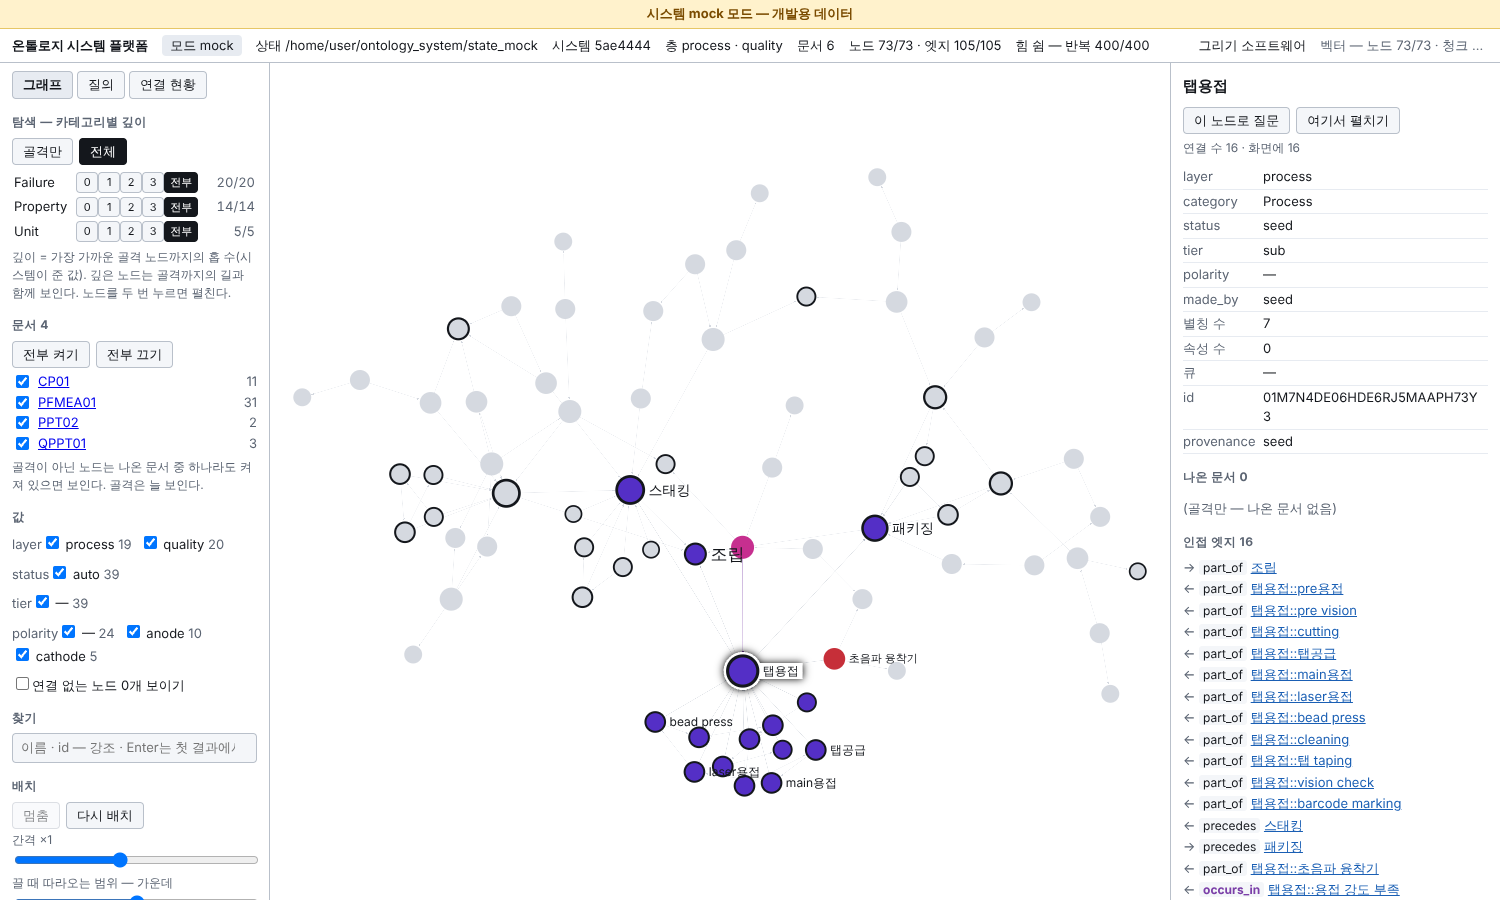 시스템 mock 모드 — 개발용 데이터
온톨로지 시스템 플랫폼 모드 mock 상태 /home/user/ontology_system/state_mock 시스템 5ae4444 층 process · quality 문서 6 노드 73/73 · 엣지 105/105 힘 쉼 — 반복 400/400 그리기 소프트웨어 벡터 — 노드 73/73 · 청크 ...
그래프 질의 연결 현황
탐색 — 카테고리별 깊이
골격만 전체
Failure 0 1 2 3 전부 20/20
Property 0 1 2 3 전부 14/14
Unit 0 1 2 3 전부 5/5
깊이 = 가장 가까운 골격 노드까지의 홉 수(시
스템이 준 값). 깊은 노드는 골격까지의 길과
함께 보인다. 노드를 두 번 누르면 펼친다.
문서 4
전부 켜기 전부 끄기
CP01 11
PFMEA01 31
PPT02 2
QPPT01 3
골격이 아닌 노드는 나온 문서 중 하나라도 켜
져 있으면 보인다. 골격은 늘 보인다.
값
layer process 19 quality 20
status auto 39
tier — 39
polarity — 24 anode 10
cathode 5
연결 없는 노드 0개 보이기
찾기
이름 · id — 강조 · Enter는 첫 결과에
배치
멈춤 다시 배치
간격 ×1
끌 때 따라오는 범위 — 가운데
스태킹
패키징
조립
탭용접
초음파 융착기
bead press
탭공급
laser용접
main용접
탭용접
이 노드로 질문 여기서 펼치기
연결 수 16 · 화면에 16
layer process
category Process
status seed
tier sub
polarity —
made_by seed
별칭 수 7
속성 수 0
큐 —
id 01M7N4DE06HDE6RJ5MAAPH73Y
3
provenance seed
나온 문서 0
(골격만 — 나온 문서 없음)
인접 엣지 16
→ part_of 조립
← part_of 탭용접::pre용접
← part_of 탭용접::pre vision
← part_of 탭용접::cutting
← part_of 탭용접::탭공급
← part_of 탭용접::main용접
← part_of 탭용접::laser용접
← part_of 탭용접::bead press
← part_of 탭용접::cleaning
← part_of 탭용접::탭 taping
← part_of 탭용접::vision check
← part_of 탭용접::barcode marking
← precedes 스태킹
→ precedes 패키징
← part_of 탭용접::초음파 융착기
← occurs_in 탭용접::용접 강도 부족